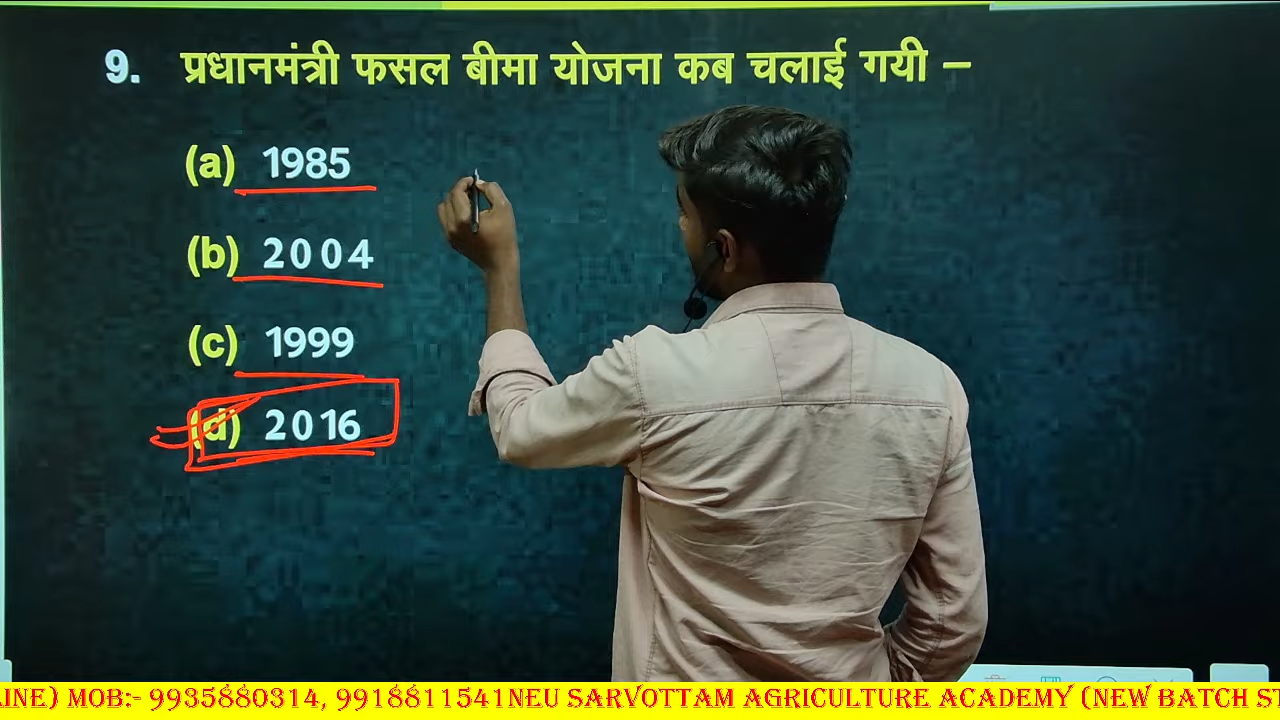 9. प्रधानमंत्री फसल बीमा योजना कब चलाई गयी –
(a) 1985
(b) 2004
(c) 1999
(d) 2016
AINE) MOB:- 9935880314, 9918811541NEU SARVOTTAM AGRICULTURE ACADEMY (NEW BATCH ST